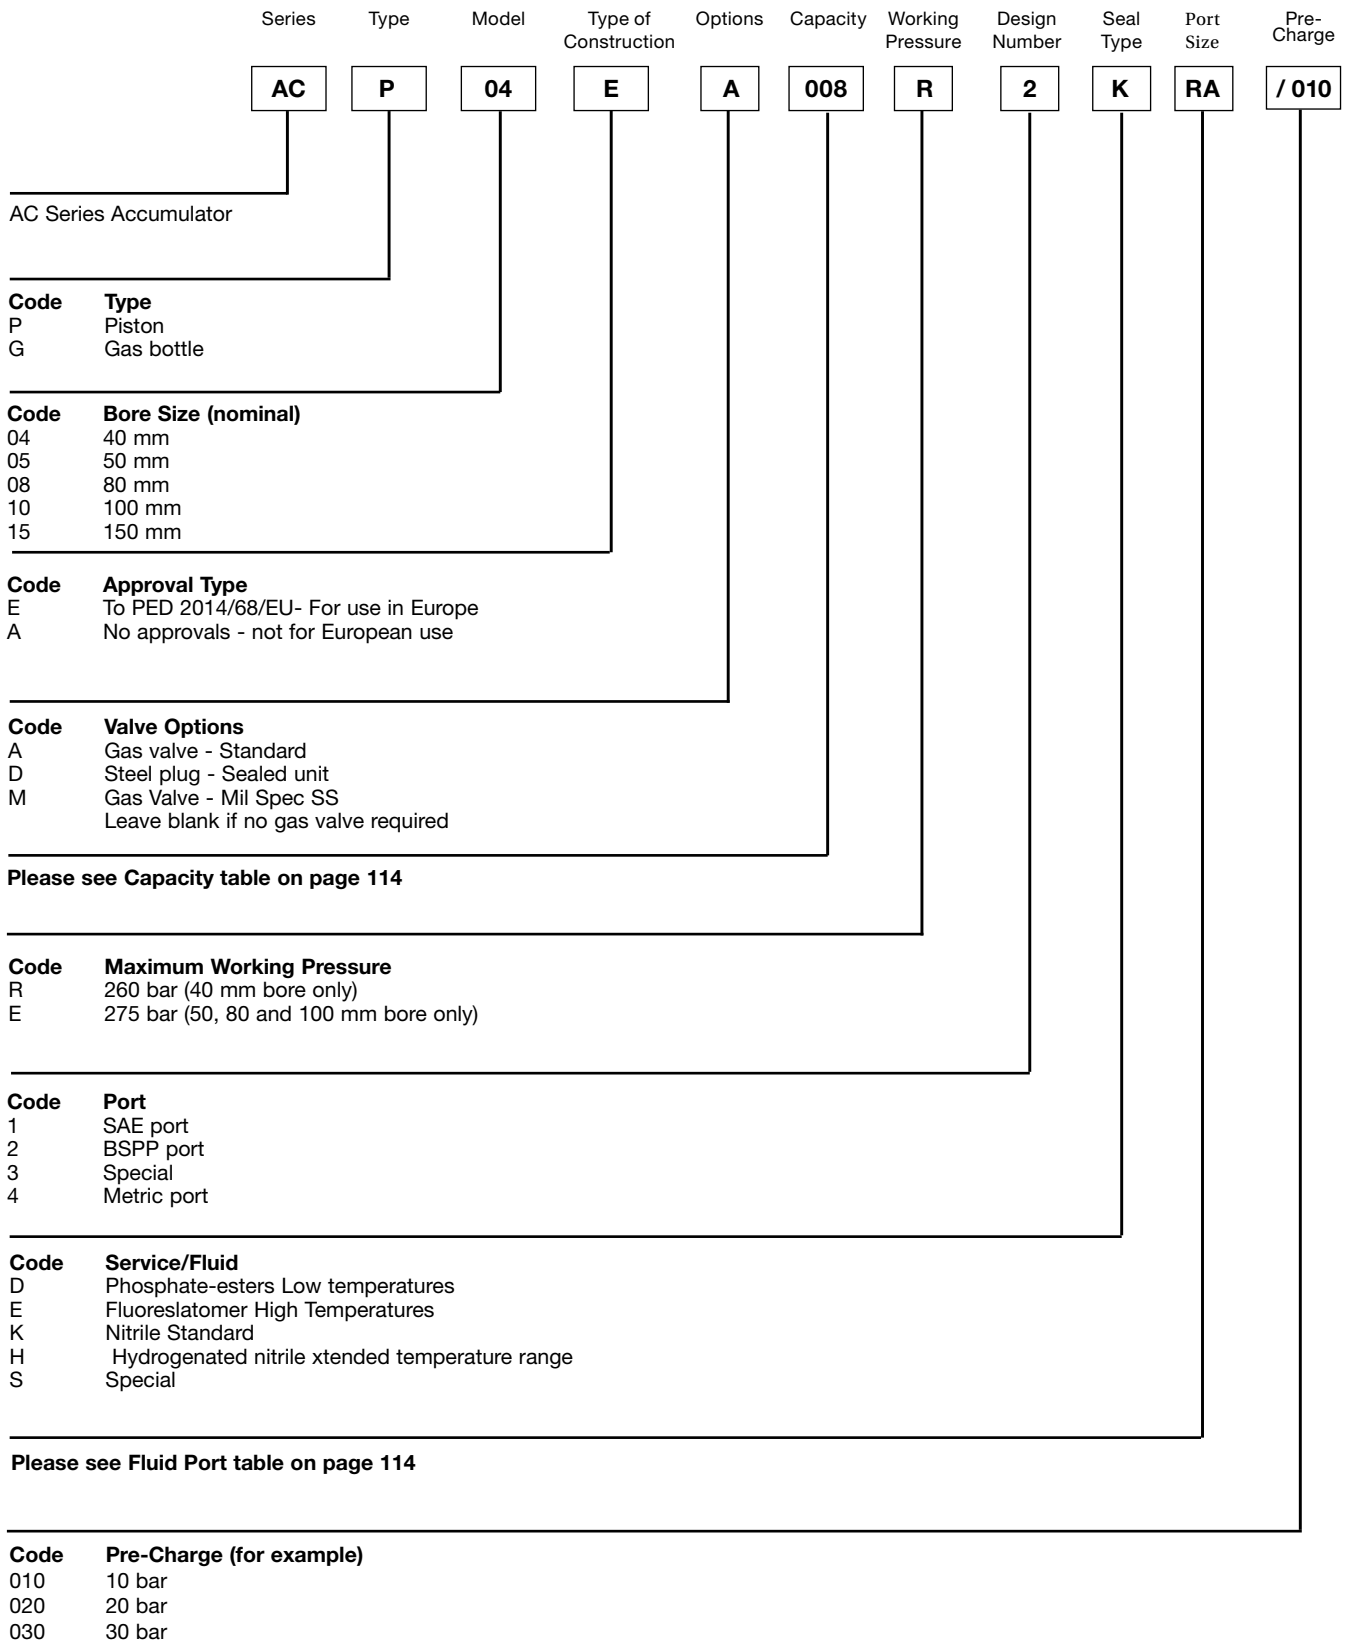 Series Type Model Type of Construction Options Capacity Working Pressure Design Number Seal Type Port Size Pre-Charge
AC P 04 E A 008 R 2 K RA / 010
AC Series Accumulator
Code Type
P Piston
G Gas bottle
Code Bore Size (nominal)
04 40 mm
05 50 mm
08 80 mm
10 100 mm
15 150 mm
Code Approval Type
E To PED 2014/68/EU- For use in Europe
A No approvals - not for European use
Code Valve Options
A Gas valve - Standard
D Steel plug - Sealed unit
M Gas Valve - Mil Spec SS
Leave blank if no gas valve required
Please see Capacity table on page 114
Code Maximum Working Pressure
R 260 bar (40 mm bore only)
E 275 bar (50, 80 and 100 mm bore only)
Code Port
1 SAE port
2 BSPP port
3 Special
4 Metric port
Code Service/Fluid
D Phosphate-esters Low temperatures
E Fluoreslatomer High Temperatures
K Nitrile Standard
H Hydrogenated nitrile xtended temperature range
S Special
Please see Fluid Port table on page 114
Code Pre-Charge (for example)
010 10 bar
020 20 bar
030 30 bar